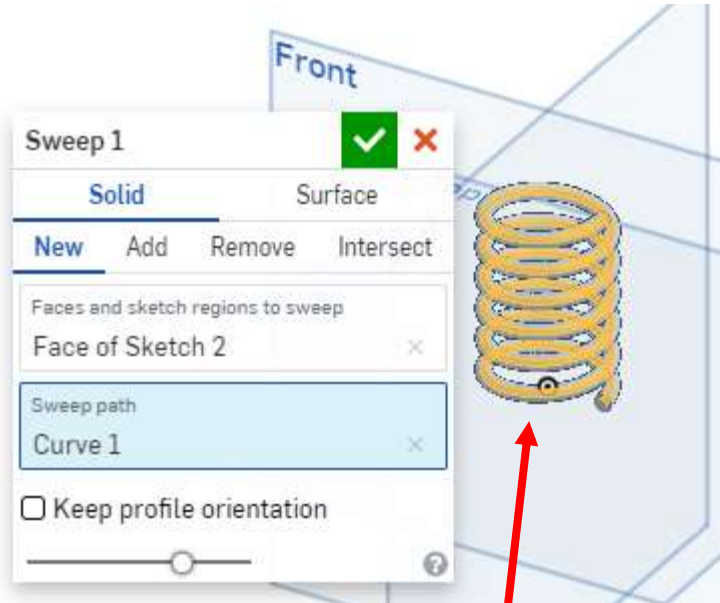 Front
Sweep 1
Solid Surface
New Add Remove Intersect
Faces and sketch regions to sweep
Face of Sketch 2
Sweep path
Curve 1
Keep profile orientation